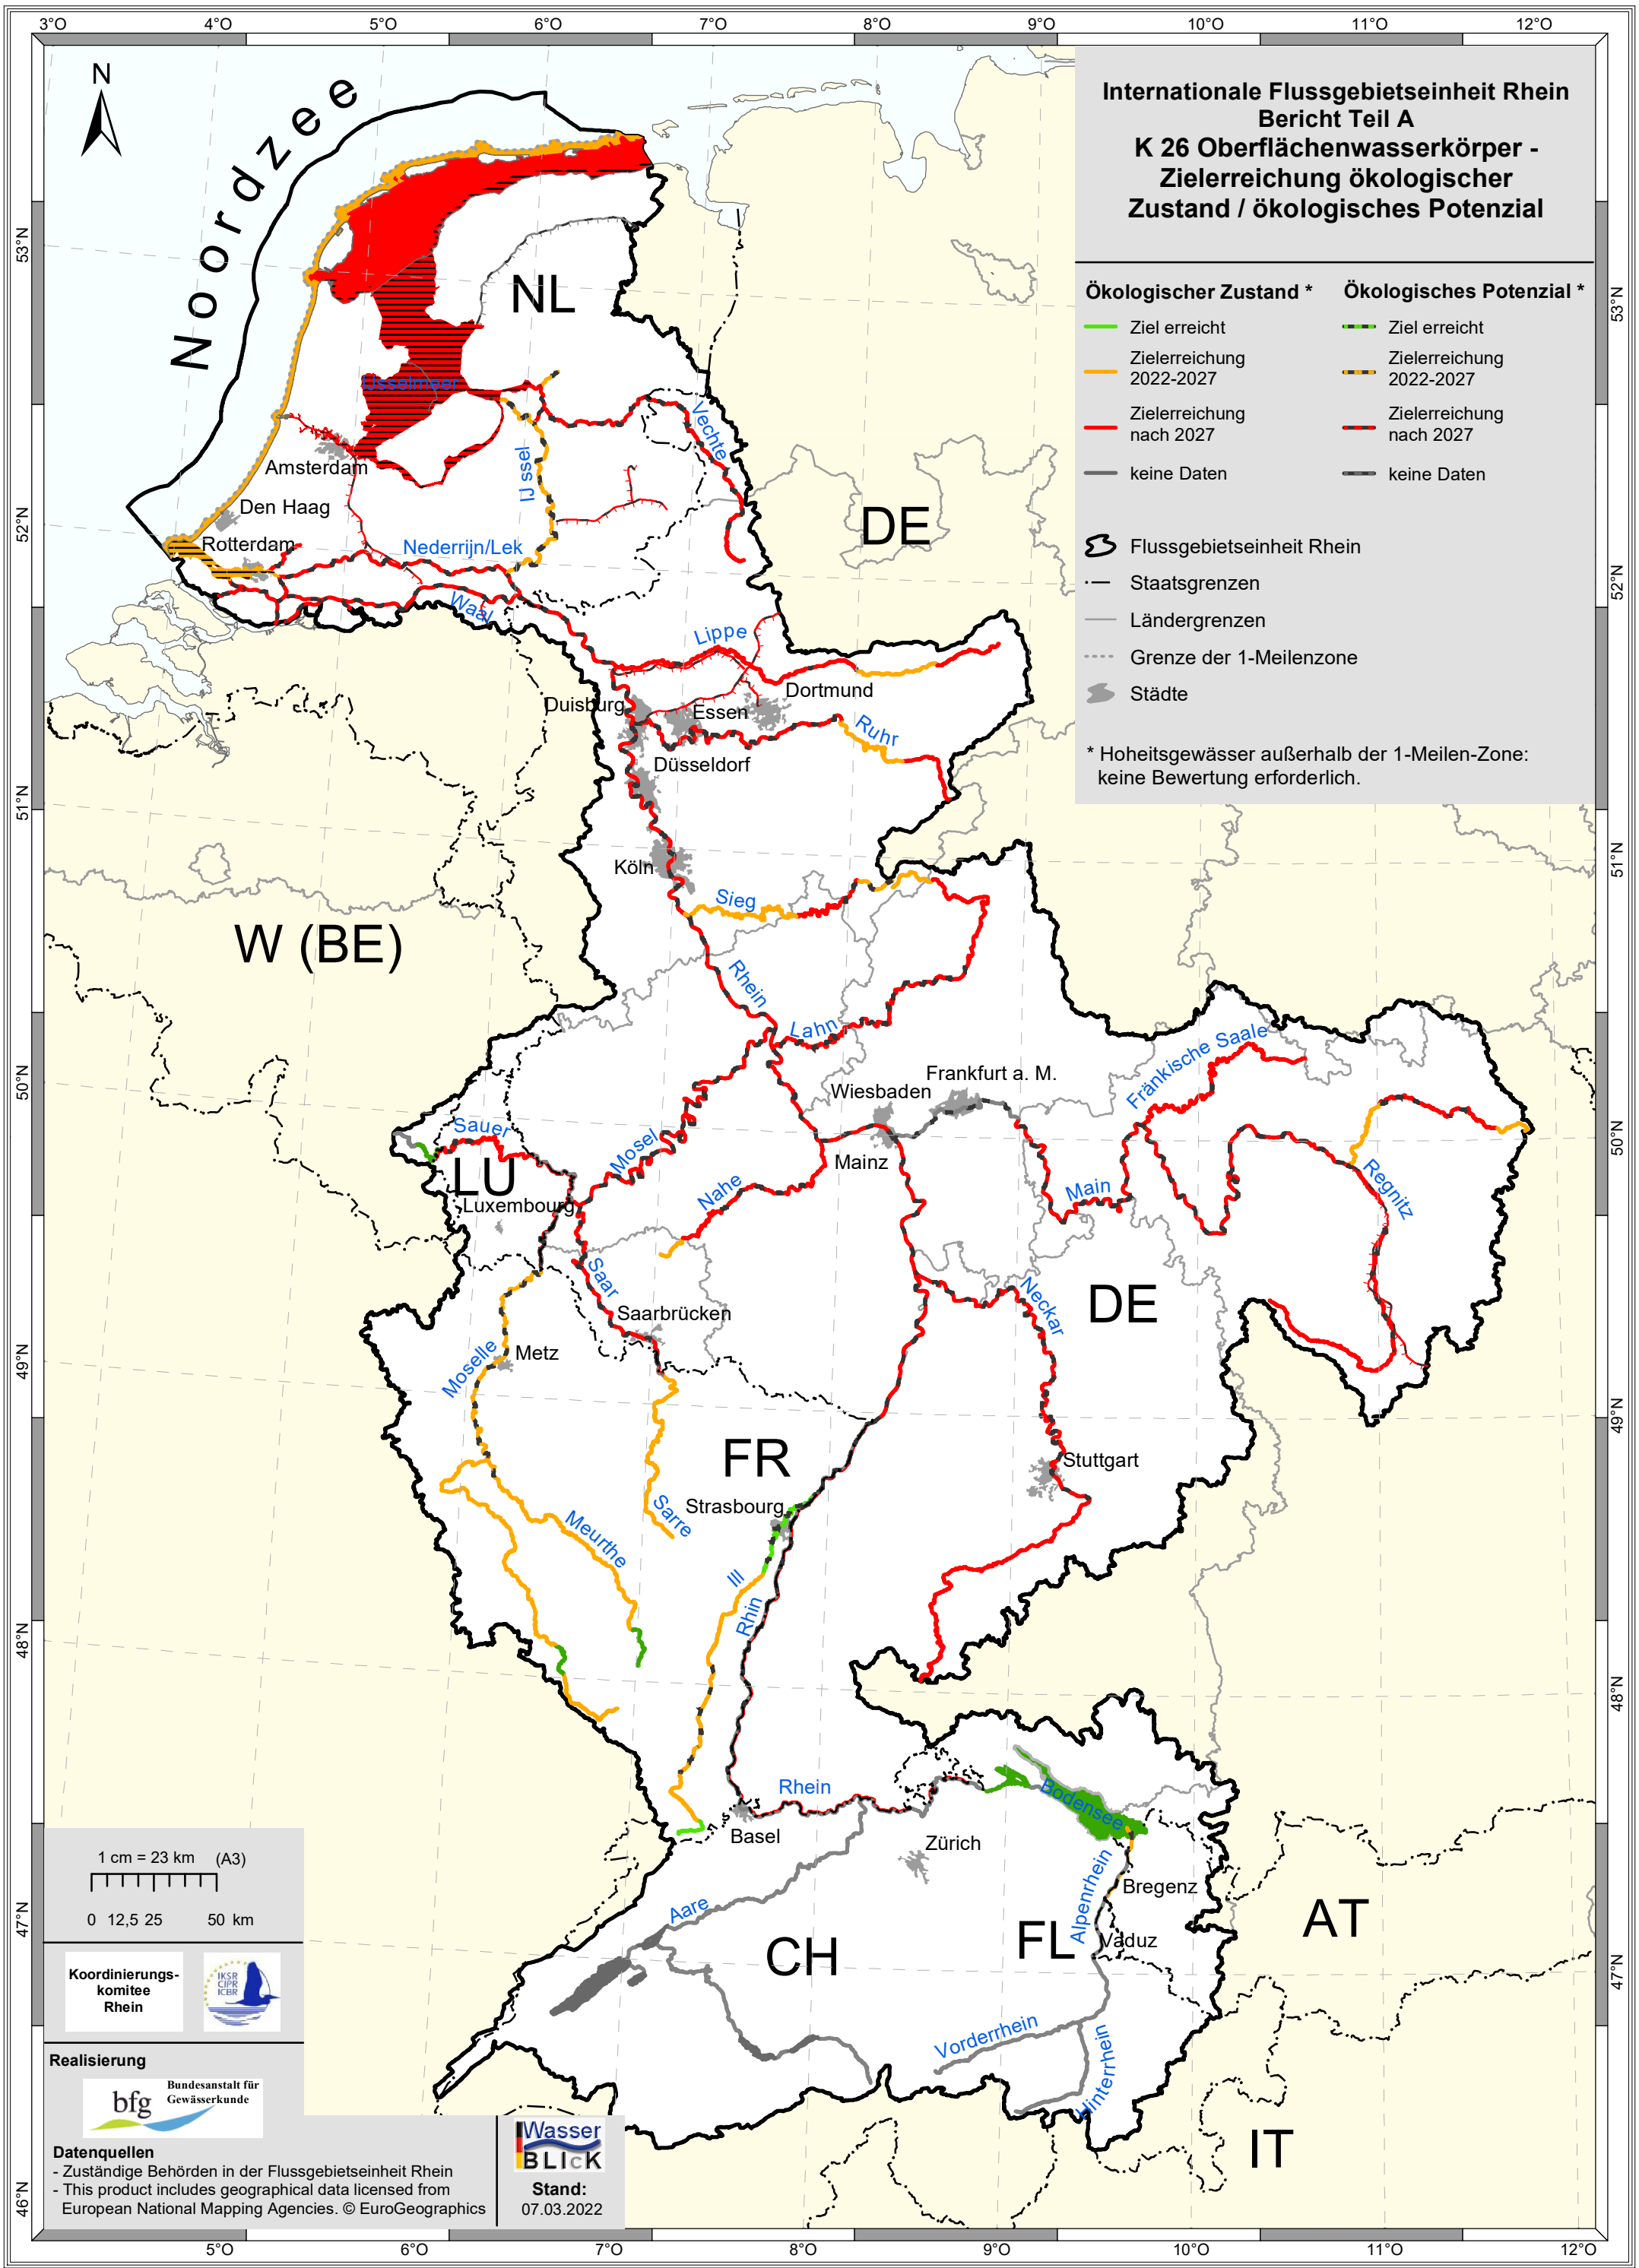 3°O 4°O 5°O 6°O 7°O 8°O 9°O 10°O 11°O 12°O
N
Noordzee
Internationale Flussgebietseinheit Rhein
Bericht Teil A
K 26 Oberflächenwasserkörper -
Zielerreichung ökologischer
Zustand / ökologisches Potenzial
Ökologischer Zustand * Ökologisches Potenzial *
Ziel erreicht Ziel erreicht
Zielerreichung Zielerreichung
2022-2027 2022-2027
Zielerreichung Zielerreichung
nach 2027 nach 2027
keine Daten keine Daten
Flussgebietseinheit Rhein
Staatsgrenzen
Ländergrenzen
Grenze der 1-Meilenzone
Städte
* Hoheitsgewässer außerhalb der 1-Meilen-Zone:
keine Bewertung erforderlich.
53°N
53°N
NL
IJsselmeer
Vechte
Amsterdam
IJssel
Den Haag
DE
52°N
Rotterdam
Nederrijn/Lek
52°N
Waal
Lippe
Dortmund
Duisburg
Essen
Ruhr
Düsseldorf
51°N
51°N
Köln
Sieg
W (BE)
Rhein
Lahn
Fränkische Saale
Frankfurt a. M.
Wiesbaden
50°N
50°N
Sauer
Mosel
Mainz
LU
Nahe
Main
Regnitz
Luxembourg
Saar
Neckar
DE
Saarbrücken
49°N
Metz
Moselle
49°N
FR
Stuttgart
Strasbourg
Sarre
Meurthe
Ill
Rhin
48°N
48°N
Rhein
Bodensee
Basel
Zürich
Alpenrhein
Bregenz
Aare
47°N
CH
FL
Vaduz
AT
47°N
Vorderrhein
Hinterrhein
IT
46°N
1 cm = 23 km (A3)
0 12,5 25 50 km
Koordinierungs-
komitee
Rhein
IKSR
CIPR
ICBR
Realisierung
bfg
Bundesanstalt für
Gewässerkunde
Wasser
BLIcK
Datenquellen
- Zuständige Behörden in der Flussgebietseinheit Rhein
- This product includes geographical data licensed from
European National Mapping Agencies. © EuroGeographics
Stand:
07.03.2022
5°O 6°O 7°O 8°O 9°O 10°O 11°O 12°O